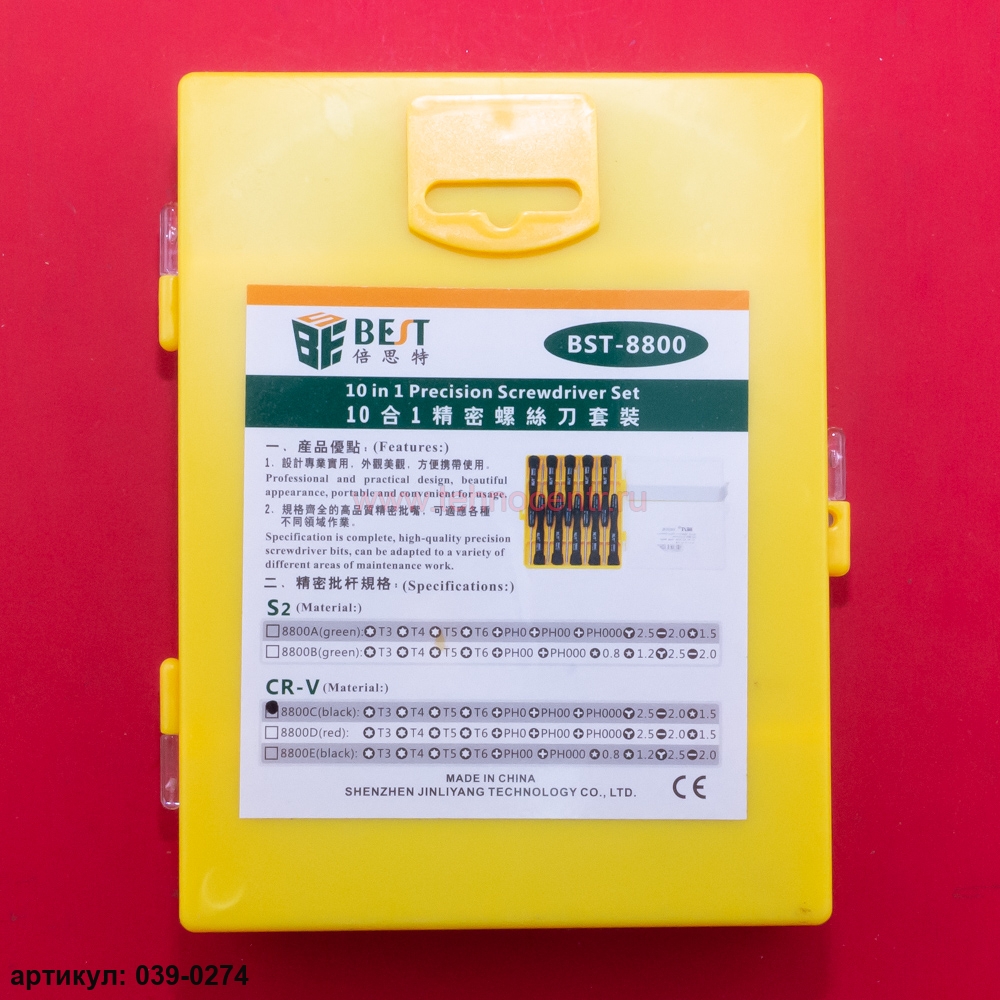 BEST
倍思特
BST-8800
10 in 1 Precision Screwdriver Set
10合1精密螺絲刀套裝
一、產品優點：(Features:)
1．設計專業實用，外觀美觀，方便携帶使用．
Professional and practical design, beautiful
appearance, portable and convenient for usage.
2．規格齊全的高品質精密批嘴，可適應各種
不同領域作業．
Specification is complete, high-quality precision
screwdriver bits, can be adapted to a variety of
different areas of maintenance work.
二、精密批杆規格：(Specifications:)
S2 (Material:)
8800A(green): T3 T4 T5 T6 PH0 PH00 PH000 2.5 2.0 1.5
8800B(green): T3 T4 T5 T6 PH00 PH000 0.8 1.2 2.5 2.0
CR-V (Material:)
8800C(black): T3 T4 T5 T6 PH0 PH00 PH000 2.5 2.0 1.5
8800D(red): T3 T4 T5 T6 PH0 PH00 PH000 2.5 2.0 1.5
8800E(black): T3 T4 T5 T6 PH00 PH000 0.8 1.2 2.5 2.0
MADE IN CHINA
SHENZHEN JINLIYANG TECHNOLOGY CO., LTD.
CE
www.tehnocentr.ru
артикул: 039-0274